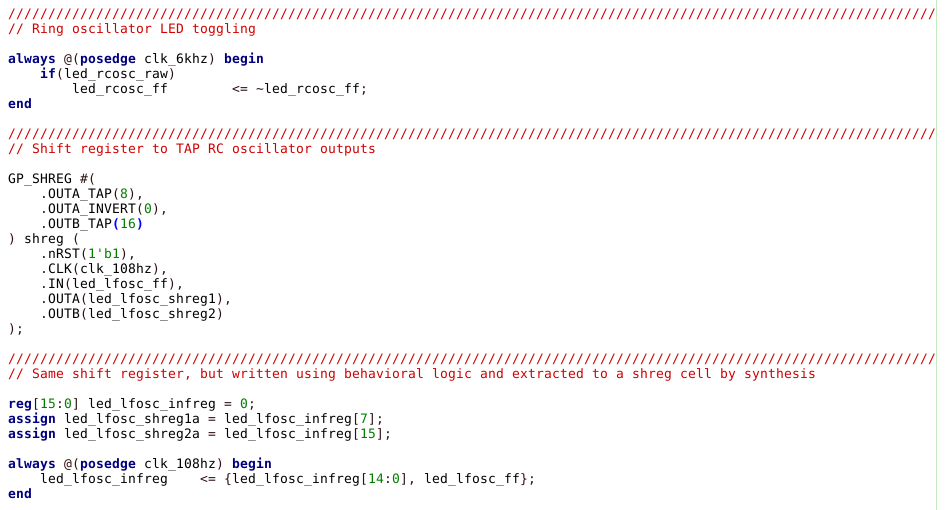 ////////////////////////////////////////////////////////////////////////////////////////////////////////////////////
// Ring oscillator LED toggling
always @(posedge clk_6khz) begin
    if(led_rcosc_raw)
        led_rcosc_ff        <= ~led_rcosc_ff;
end
////////////////////////////////////////////////////////////////////////////////////////////////////////////////////
// Shift register to TAP RC oscillator outputs
GP_SHREG #(
    .OUTA_TAP(8),
    .OUTA_INVERT(0),
    .OUTB_TAP(16)
) shreg (
    .nRST(1'b1),
    .CLK(clk_108hz),
    .IN(led_lfosc_ff),
    .OUTA(led_lfosc_shreg1),
    .OUTB(led_lfosc_shreg2)
);
////////////////////////////////////////////////////////////////////////////////////////////////////////////////////
// Same shift register, but written using behavioral logic and extracted to a shreg cell by synthesis
reg[15:0] led_lfosc_infreg = 0;
assign led_lfosc_shreg1a = led_lfosc_infreg[7];
assign led_lfosc_shreg2a = led_lfosc_infreg[15];
always @(posedge clk_108hz) begin
    led_lfosc_infreg    <= {led_lfosc_infreg[14:0], led_lfosc_ff};
end